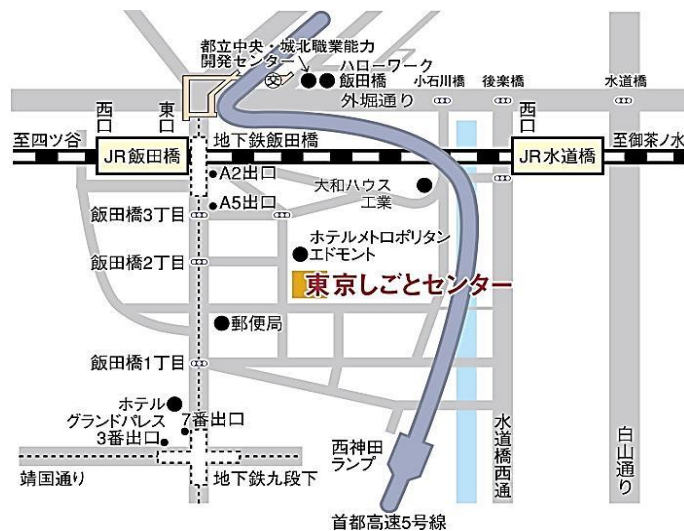 都立中央・城北職業能力
開発センター
ハローワーク
飯田橋
小石川橋
後楽橋
水道橋
外堀通り
西口
東口
西口
至四ツ谷
JR飯田橋
地下鉄飯田橋
JR水道橋
至御茶ノ水
A2出口
A5出口
大和ハウス
工業
飯田橋3丁目
ホテルメトロポリタン
エドモント
飯田橋2丁目
東京しごとセンター
郵便局
飯田橋1丁目
ホテル
グランドパレス
7番出口
3番出口
西神田
ランプ
水道橋西通
白山通り
靖国通り
地下鉄九段下
首都高速5号線